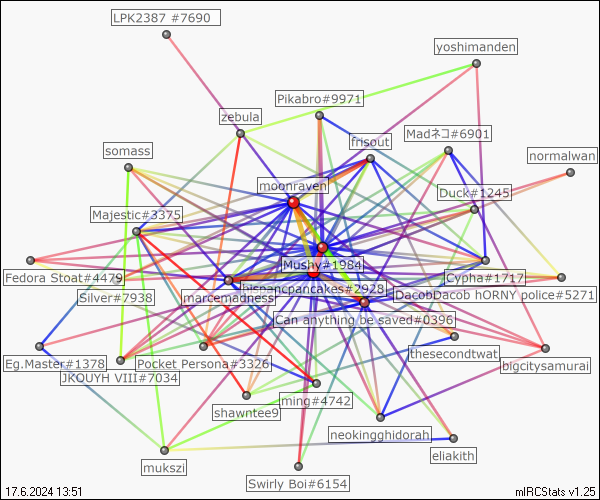 LPK2387 #7690
yoshimanden
Pikabro#9971
zebula
Madネコ#6901
frisout
somass
normalwan
moonraven
Duck#1245
Majestic#3375
Mushy#1984
Fedora Stoat#4479
Cypha#1717
hispancpancakes#2928
Silver#7938
marcemadness
DacobDacob hORNY police#5271
Can anything be saved#0396
thesecondtwat
Eg.Master#1378
Pocket Persona#3326
bigcitysamurai
JKQUYH VIII#7034
ming#4742
shawntee9
neokingghidorah
eliakith
mukszi
Swirly Boi#6154
17.6.2024 13:51
mIRCStats v1.25